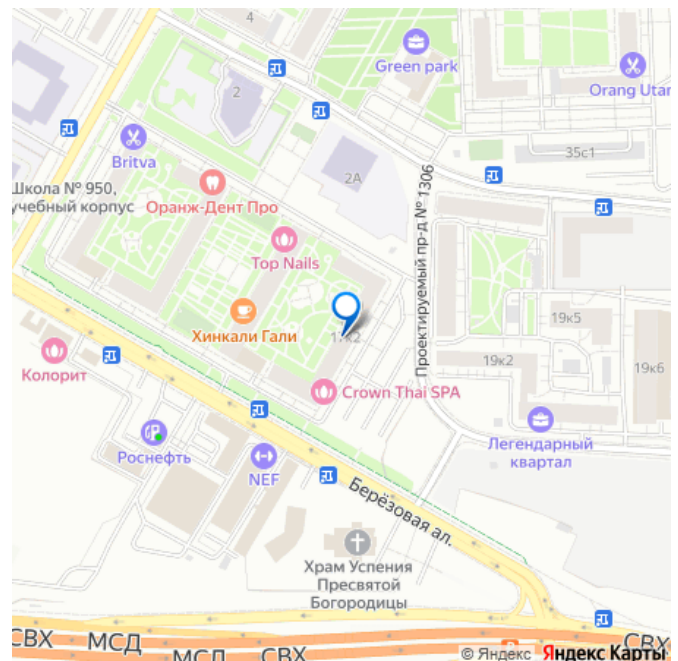 4
Green park
Orang Utan
2
Britva
35с1
2А
Школа № 950,
учебный корпус
Оранж-Дент Про
Проектируемый пр-д № 1306
Top Nails
Хинкали Гали
17к2
19к5
19к2
19к6
Колорит
Crown Thai SPA
Легендарный
квартал
Роснефть
NEF
Берёзовая ал.
Храм Успения
Пресвятой
Богородицы
СВХ МСД
МСД СВХ СВХ
© Яндекс Яндекс Карты